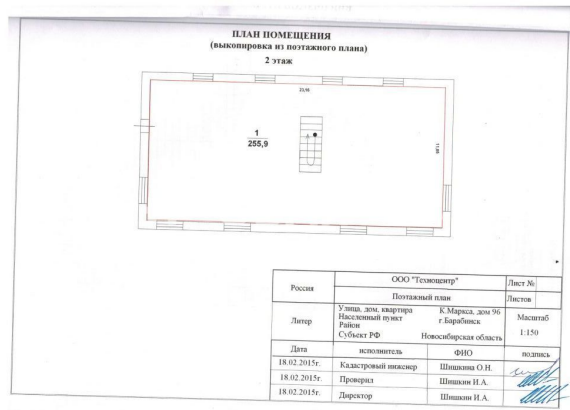 ПЛАН ПОМЕЩЕНИЯ
(выкопировка из поэтажного плана)
2 этаж
1
255,9
Россия
ООО "Техноцентр"
Лист №
Поэтажный план
Листов
Литер
Улица, дом, квартира К.Маркса, дом 96
Населенный пункт г.Барабинск
Район
Субъект РФ Новосибирская область
Масштаб
1:150
Дата исполнитель ФИО подпись
18.02.2015г. Кадастровый инженер Шишкина О.Н.
18.02.2015г. Проверил Шишкин И.А.
18.02.2015г. Директор Шишкин И.А.